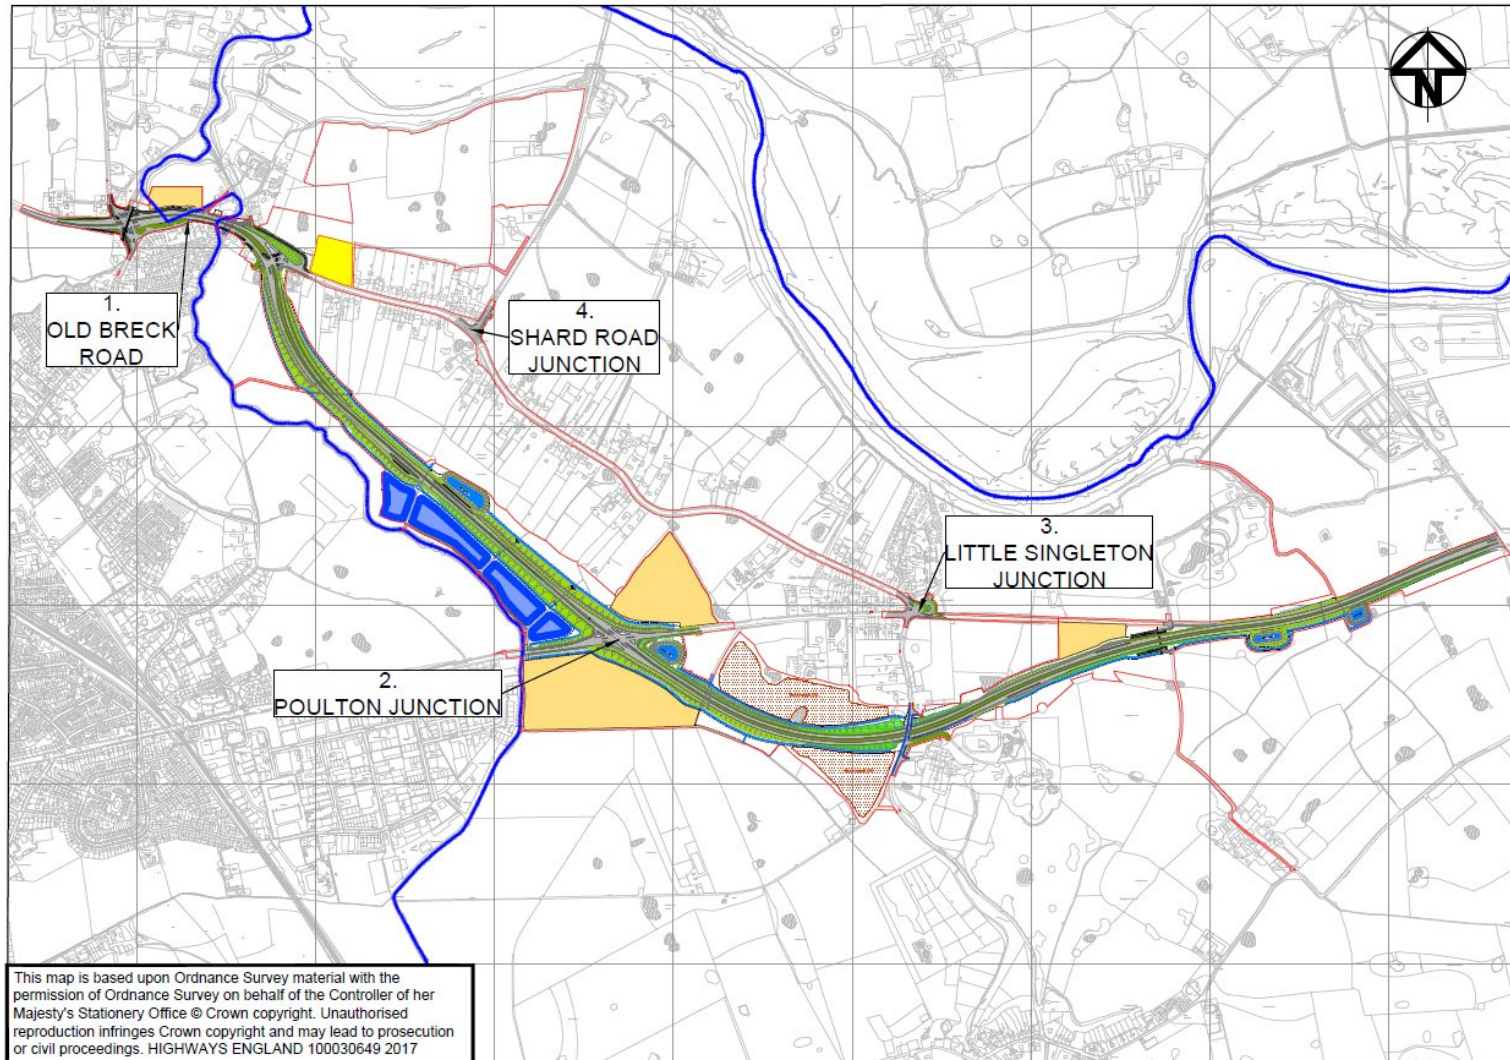 N
1.
OLD BRECK
ROAD
4.
SHARD ROAD
JUNCTION
3.
LITTLE SINGLETON
JUNCTION
2.
POULTON JUNCTION
This map is based upon Ordnance Survey material with the
permission of Ordnance Survey on behalf of the Controller of her
Majesty's Stationery Office © Crown copyright. Unauthorised
reproduction infringes Crown copyright and may lead to prosecution
or civil proceedings. HIGHWAYS ENGLAND 100030649 2017